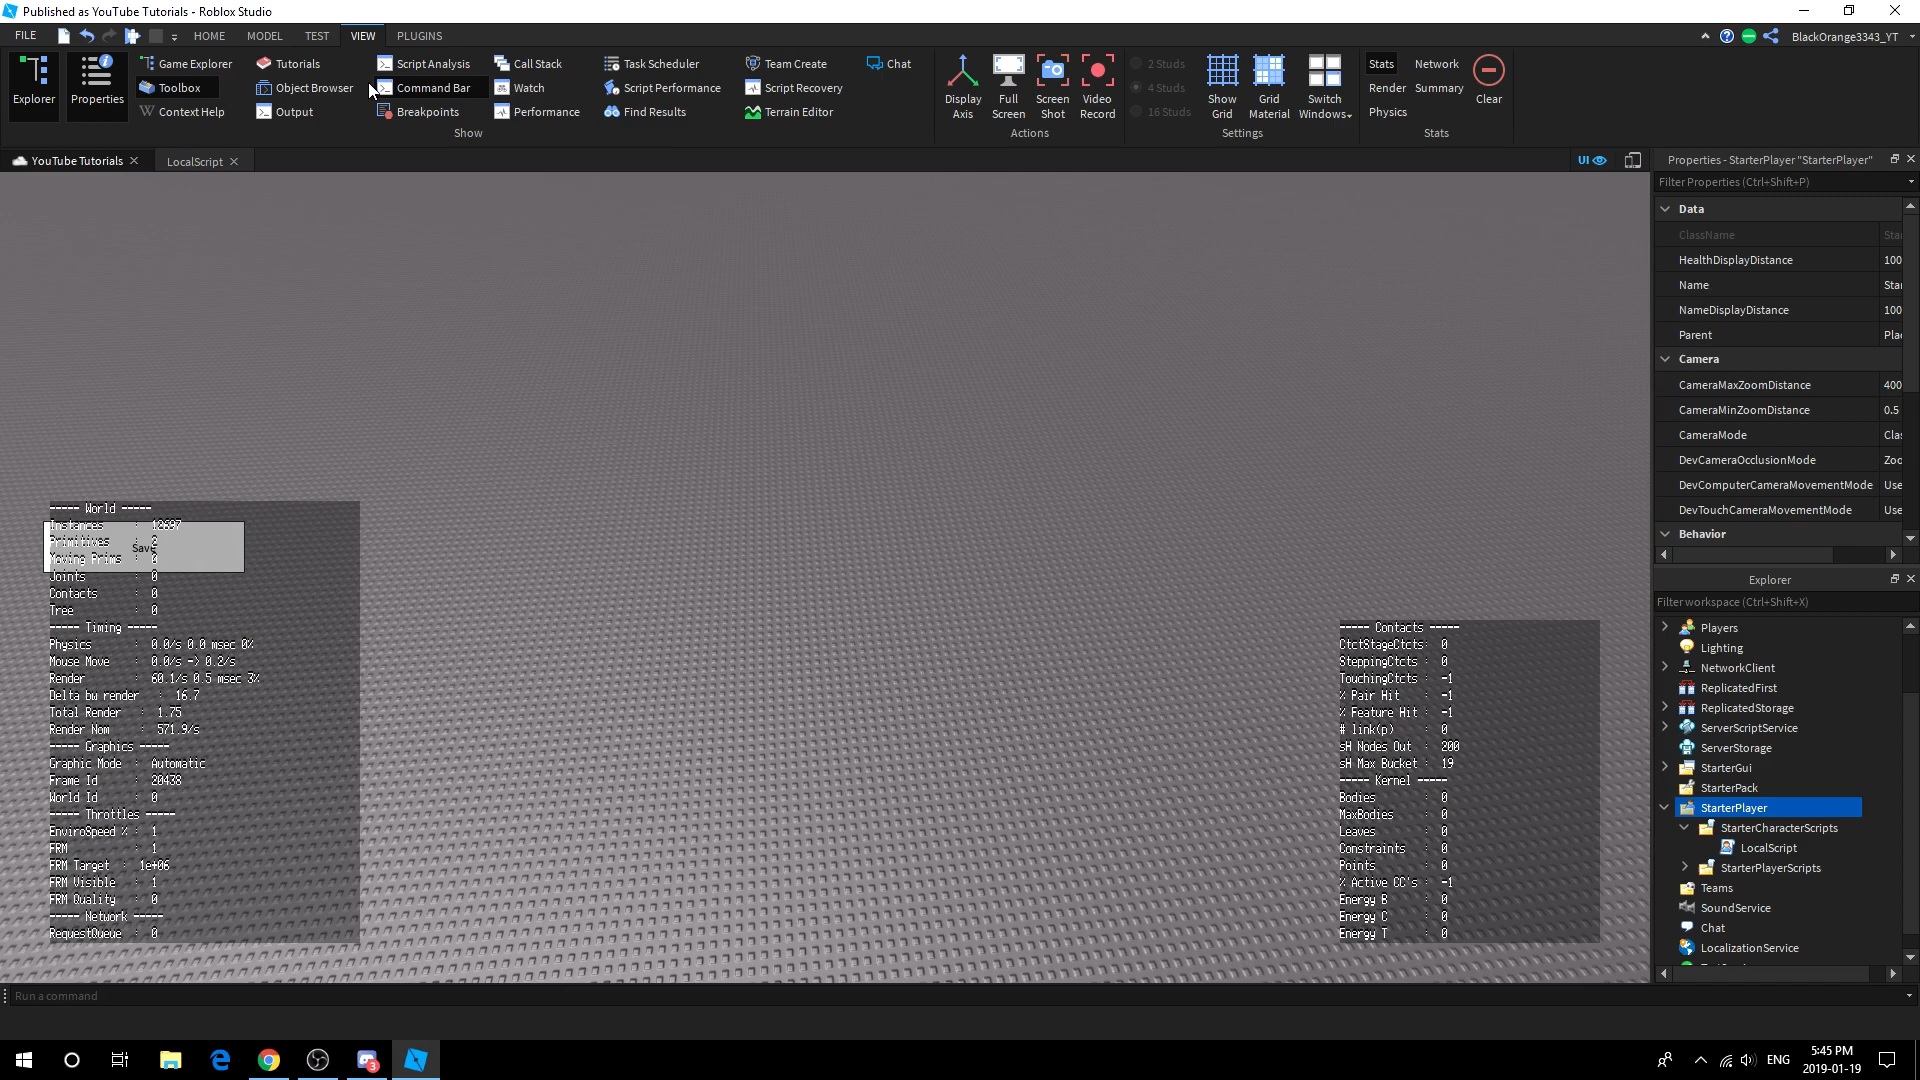 Published as YouTube Tutorials - Roblox Studio
FILE HOME MODEL TEST VIEW PLUGINS BlackOrange3343_YT
Explorer
Properties
Game Explorer
Toolbox
Context Help
Tutorials
Object Browser
Output
Script Analysis
Command Bar
Breakpoints
Call Stack
Watch
Performance
Task Scheduler
Script Performance
Find Results
Team Create
Script Recovery
Terrain Editor
Chat
Show
Display
Axis
Full
Screen
Screen
Shot
Video
Record
Actions
2 Studs
4 Studs
16 Studs
Show
Grid
Grid
Material
Switch
Windows
Settings
Stats
Render
Physics
Network
Summary
Clear
Stats
YouTube Tutorials
LocalScript
UI
----- World -----
Instances : 12697
Primitives : 2
Moving Prims : 0
Joints : 0
Contacts : 0
Tree : 0
Save
----- Timing -----
Physics : 0.0/s 0.0 msec 0%
Mouse Move : 0.0/s -> 0.2/s
Render : 60.1/s 0.5 msec 3%
Delta bw render : 16.7
Total Render : 1.75
Render Nom : 571.9/s
----- Graphics -----
Graphic Mode : Automatic
Frame Id : 20438
World Id : 0
----- Throttles -----
EnviroSpeed % : 1
FRM : 1
FRM Target : 1e+06
FRM Visible : 1
FRM Quality : 0
----- Network -----
RequestQueue : 0
----- Contacts -----
CtctStageCtcts: 0
SteppingCtcts : 0
TouchingCtcts : -1
% Pair Hit : -1
% Feature Hit : -1
# link(p) : 0
sH Nodes Out : 200
sH Max Bucket : 19
----- Kernel -----
Bodies : 0
MaxBodies : 0
Leaves : 0
Constraints : 0
Points : 0
% Active CC's : -1
Energy B : 0
Energy C : 0
Energy T : 0
Properties - StarterPlayer "StarterPlayer"
Filter Properties (Ctrl+Shift+P)
Data
ClassName Sta
HealthDisplayDistance 100
Name Sta
NameDisplayDistance 100
Parent Pla
Camera
CameraMaxZoomDistance 400
CameraMinZoomDistance 0.5
CameraMode Clas
DevCameraOcclusionMode Zoo
DevComputerCameraMovementMode Use
DevTouchCameraMovementMode Use
Behavior
Explorer
Filter workspace (Ctrl+Shift+X)
Players
Lighting
NetworkClient
ReplicatedFirst
ReplicatedStorage
ServerScriptService
ServerStorage
StarterGui
StarterPack
StarterPlayer
StarterCharacterScripts
LocalScript
StarterPlayerScripts
Teams
SoundService
Chat
LocalizationService
Run a command
3
ENG
5:45 PM
2019-01-19